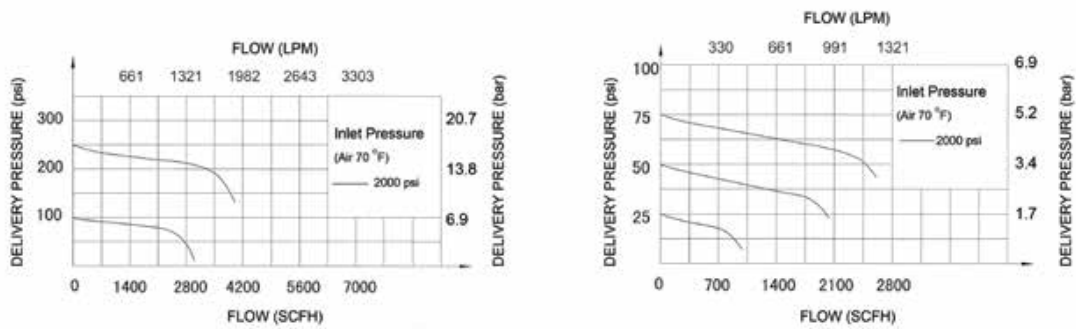 FLOW (LPM)
661 1321 1982 2643 3303
DELIVERY PRESSURE (psi)
300
200
100
20.7
13.8
6.9
DELIVERY PRESSURE (bar)
Inlet Pressure
(Air 70 °F)
2000 psi
0 1400 2800 4200 5600 7000
FLOW (SCFH)
FLOW (LPM)
330 661 991 1321
DELIVERY PRESSURE (psi)
100
75
50
25
6.9
5.2
3.4
1.7
DELIVERY PRESSURE (bar)
Inlet Pressure
(Air 70 °F)
2000 psi
0 700 1400 2100 2800
FLOW (SCFH)